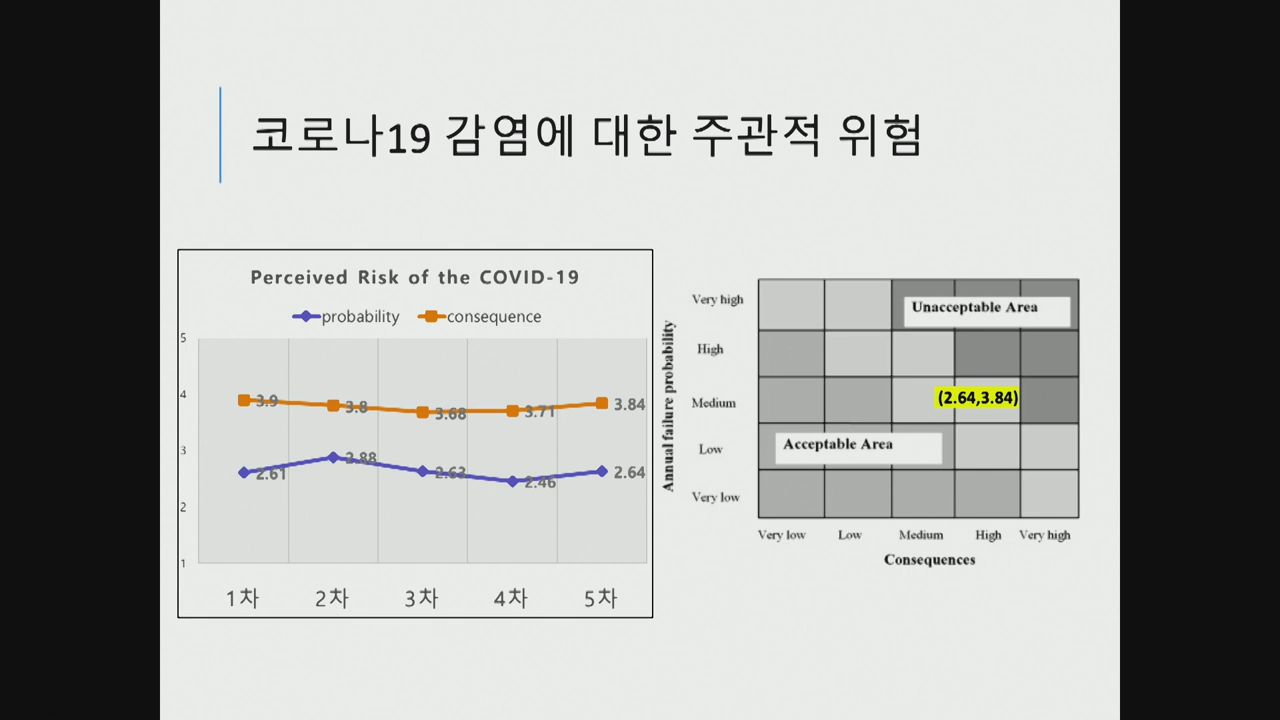 코로나19 감염에 대한 주관적 위험
Perceived Risk of the COVID-19
probability
consequence
5
4
3
2
1
3.9
3.8
3.68
3.71
3.84
2.61
2.88
2.63
2.46
2.64
1차
2차
3차
4차
5차
Annual failure probability
Very high
High
Medium
Low
Very low
Unacceptable Area
(2.64,3.84)
Acceptable Area
Very low
Low
Medium
High
Very high
Consequences